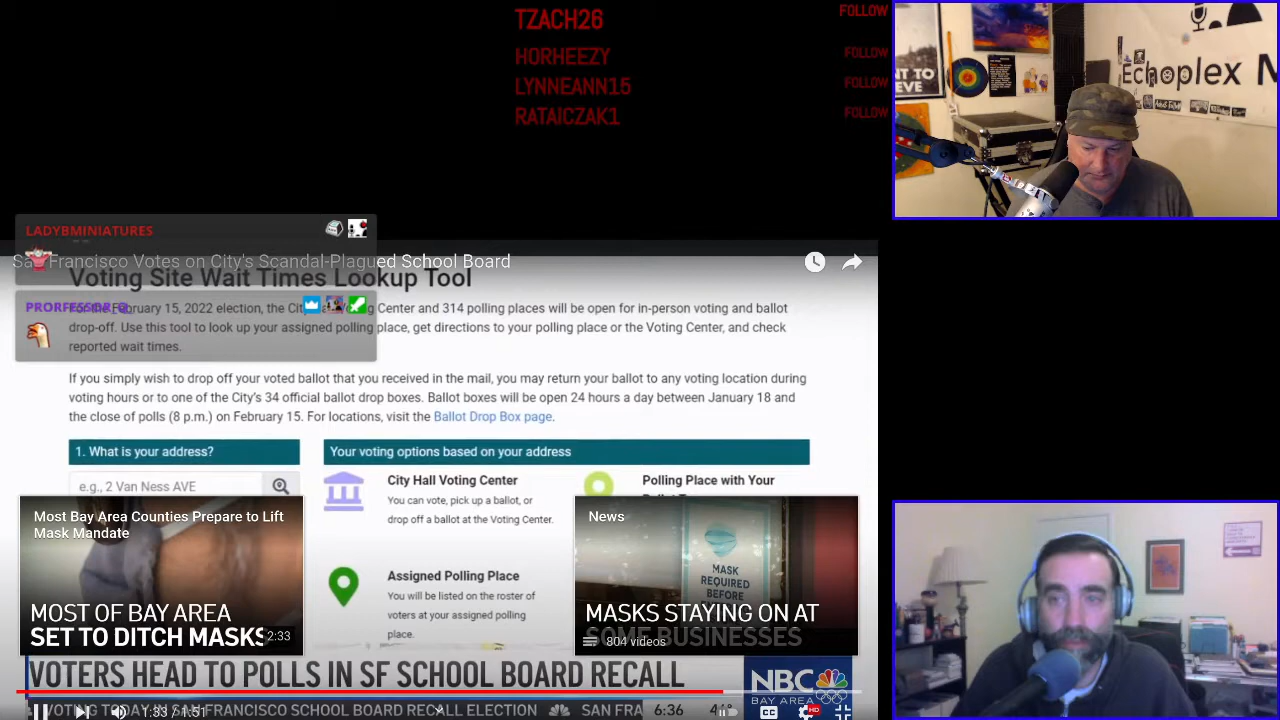 TZACH26 FOLLOW
HORHEEZY FOLLOW
LYNNEANN15 FOLLOW
RATAICZAK1 FOLLOW
Echoplex M
LADYBMINIATURES
San Francisco Votes on City's Scandal-Plagued School Board
Voting Site Wait Times Lookup Tool
PRORFESSOR_Q
For the February 15, 2022 election, the City Voting Center and 314 polling places will be open for in-person voting and ballot
drop-off. Use this tool to look up your assigned polling place, get directions to your polling place or the Voting Center, and check
reported wait times.
If you simply wish to drop off your voted ballot that you received in the mail, you may return your ballot to any voting location during
voting hours or to one of the City's 34 official ballot drop boxes. Ballot boxes will be open 24 hours a day between January 18 and
the close of polls (8 p.m.) on February 15. For locations, visit the Ballot Drop Box page.
1. What is your address?
Your voting options based on your address
e.g., 2 Van Ness AVE
City Hall Voting Center
You can vote, pick up a ballot, or
drop off a ballot at the Voting Center.
Polling Place with Your
Assigned Polling Place
You will be listed on the roster of
voters at your assigned polling
place.
Most Bay Area Counties Prepare to Lift
Mask Mandate
MOST OF BAY AREA
SET TO DITCH MASKS
2:33
News
MASK
REQUIRED
BEFORE
MASKS STAYING ON AT
SOME BUSINESSES
804 videos
VOTERS HEAD TO POLLS IN SF SCHOOL BOARD RECALL
NBC
BAY AREA
VOTING TODAY IN SAN FRANCISCO SCHOOL BOARD RECALL ELECTION SAN FRA 6:36
1:33 / 1:51
CC
HD